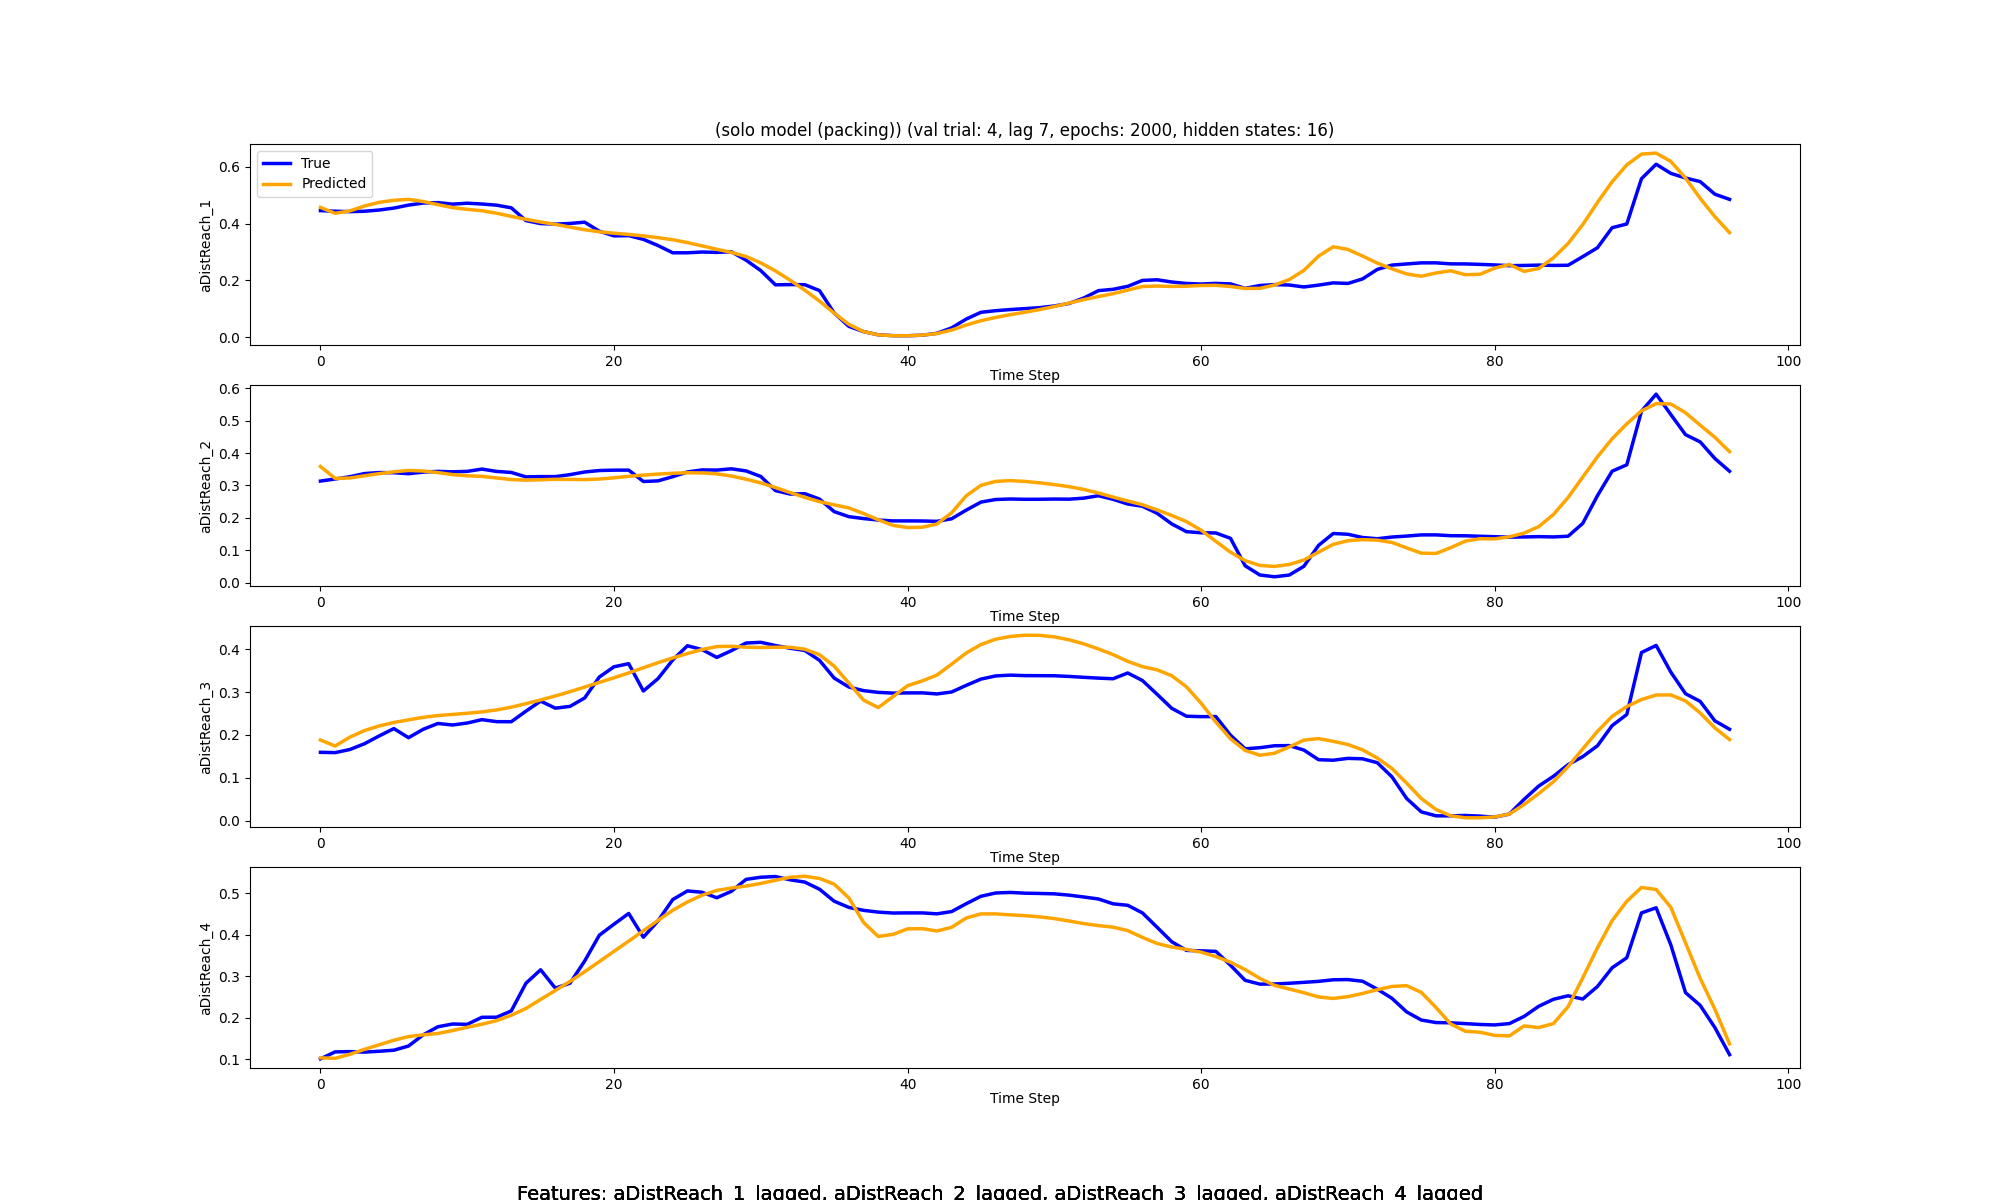 (solo model (packing)) (val trial: 4, lag 7, epochs: 2000, hidden states: 16)
True
Predicted
aDistReach_1
0.6
0.4
0.2
0.0
0 20 40 60 80 100
Time Step
aDistReach_2
0.6
0.5
0.4
0.3
0.2
0.1
0.0
0 20 40 60 80 100
Time Step
aDistReach_3
0.4
0.3
0.2
0.1
0.0
0 20 40 60 80 100
Time Step
aDistReach_4
0.5
0.4
0.3
0.2
0.1
0 20 40 60 80 100
Time Step
Features: aDistReach_1_lagged, aDistReach_2_lagged, aDistReach_3_lagged, aDistReach_4_lagged